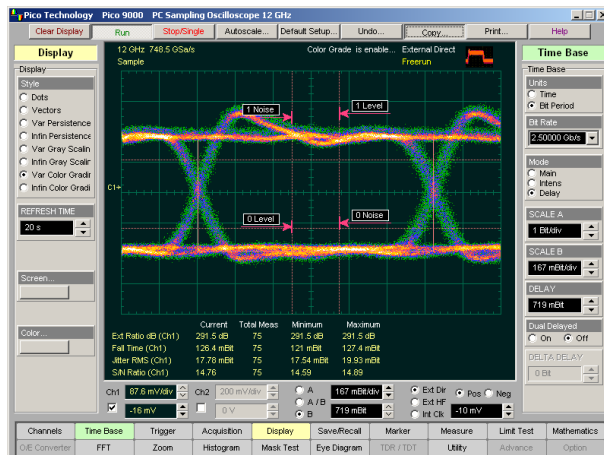 Pico Technology   Pico 9000   PC Sampling Oscilloscope 12 GHz
Clear Display   Run   Stop/Single   Autoscale...   Default Setup...   Undo...   Copy...   Print...   Help
Display
Display
Style
Dots
Vectors
Var Persistence
Infin Persistence
Var Gray Scalin
Infin Gray Scalin
Var Color Gradir
Infin Color Gradi
REFRESH TIME
20 s
Screen...
Color...
12 GHz   748.5 GSa/s
Sample
Color Grade is enable...
External Direct
Freerun
1 Noise
1 Level
C1
0 Level
0 Noise
Current   Total Meas   Minimum   Maximum
Ext Ratio dB (Ch1)   291.5 dB   75   291.5 dB   291.5 dB
Fall Time (Ch1)   126.4 mBit   75   121 mBit   127.4 mBit
Jitter RMS (Ch1)   17.78 mBit   75   17.54 mBit   19.93 mBit
S/N Ratio (Ch1)   14.76   75   14.59   14.89
Time Base
Time Base
Units
Time
Bit Period
Bit Rate
2.50000 Gb/s
Mode
Main
Intens
Delay
SCALE A
1 Bit/div
SCALE B
167 mBit/div
DELAY
719 mBit
Dual Delayed
On   Off
DELTA DELAY
0 Bit
Ch1   87.6 mV/div   Ch2   200 mV/div   A   167 mBit/div   Ext Dir   Pos   Neg
A / B   Ext HF
-16 mV   0 V   B   719 mBit   Int Clk   -10 mV
Channels   Time Base   Trigger   Acquisition   Display   Save/Recall   Marker   Measure   Limit Test   Mathematics
O/E Converter   FFT   Zoom   Histogram   Mask Test   Eye Diagram   TDR / TDT   Utility   Advance   Option